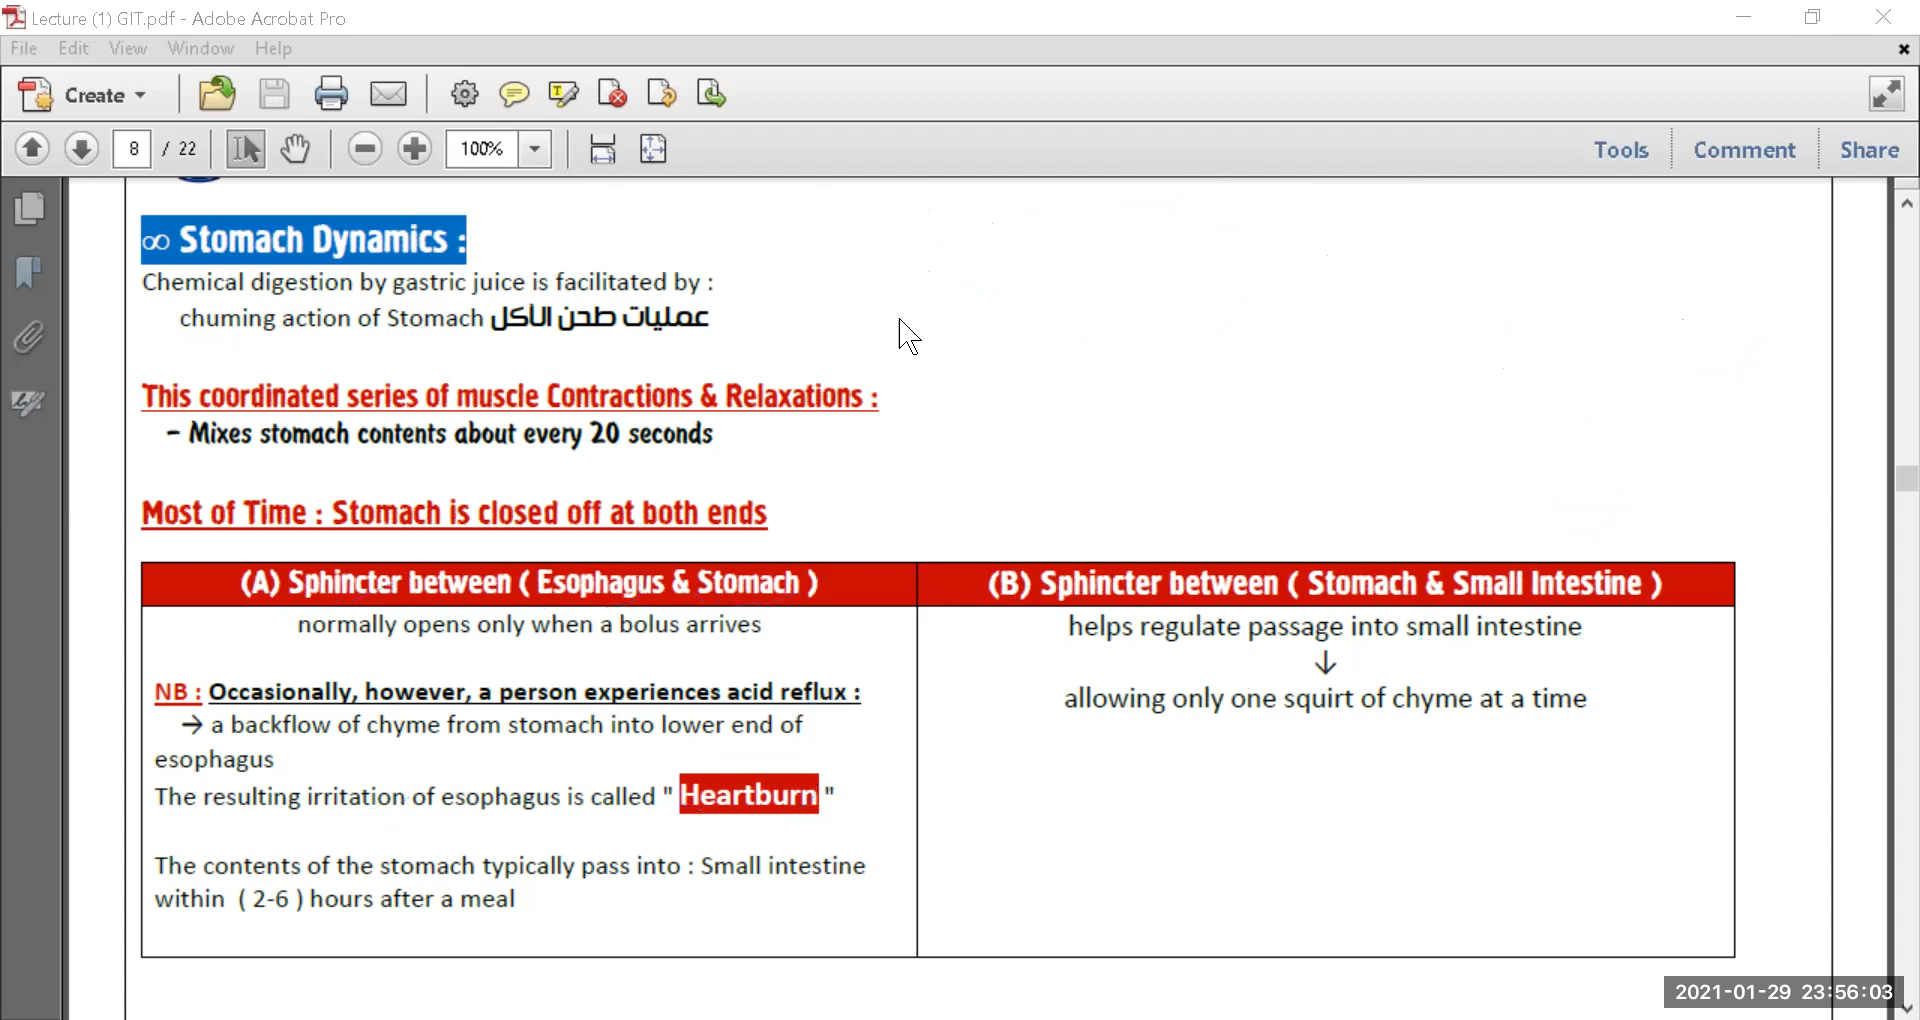 Lecture (1) GIT.pdf - Adobe Acrobat Pro
File Edit View Window Help
Create
8 / 22 100% Tools Comment Share
∞ Stomach Dynamics :
Chemical digestion by gastric juice is facilitated by :
chuming action of Stomach عمليات طحن الأكل
This coordinated series of muscle Contractions & Relaxations :
- Mixes stomach contents about every 20 seconds
Most of Time : Stomach is closed off at both ends
(A) Sphincter between ( Esophagus & Stomach )
normally opens only when a bolus arrives
NB : Occasionally, however, a person experiences acid reflux :
→ a backflow of chyme from stomach into lower end of
esophagus
The resulting irritation of esophagus is called " Heartburn "
The contents of the stomach typically pass into : Small intestine
within ( 2-6 ) hours after a meal
(B) Sphincter between ( Stomach & Small Intestine )
helps regulate passage into small intestine
↓
allowing only one squirt of chyme at a time
2021-01-29 23:56:03